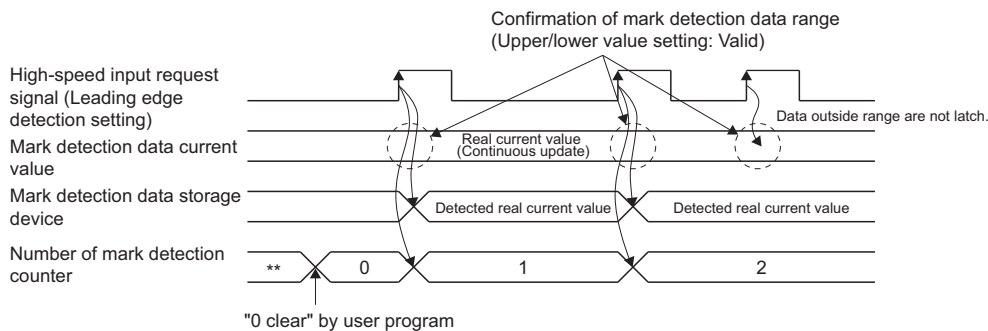 Confirmation of mark detection data range
(Upper/lower value setting: Valid)
High-speed input request
signal (Leading edge
detection setting)
Data outside range are not latch.
Mark detection data current
value
Real current value
(Continuous update)
Mark detection data storage
device
Detected real current value
Detected real current value
Number of mark detection
counter
**
0
1
2
"0 clear" by user program